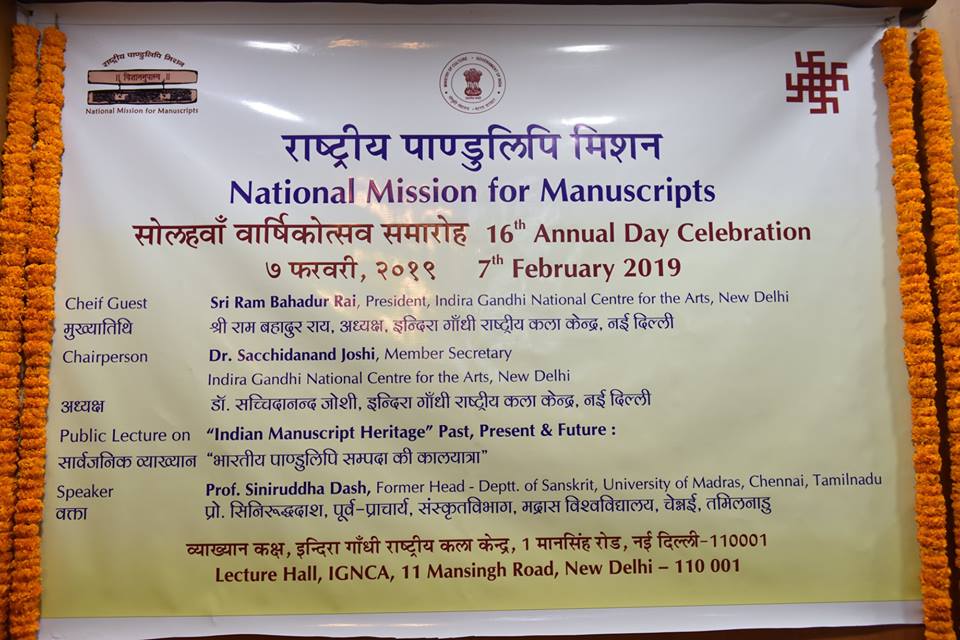 राष्ट्रीय पाण्डुलिपि मिशन
National Mission for Manuscripts
MINISTRY OF CULTURE GOVERNMENT OF INDIA
राष्ट्रीय पाण्डुलिपि मिशन
National Mission for Manuscripts
सोलहवाँ वार्षिकोत्सव समारोह 16th Annual Day Celebration
७ फरवरी, २०१९ 7th February 2019
Cheif Guest Sri Ram Bahadur Rai, President, Indira Gandhi National Centre for the Arts, New Delhi
मुख्यातिथि श्री राम बहादुर राय, अध्यक्ष, इन्दिरा गाँधी राष्ट्रीय कला केन्द्र, नई दिल्ली
Chairperson Dr. Sacchidanand Joshi, Member Secretary
Indira Gandhi National Centre for the Arts, New Delhi
अध्यक्ष डॉ. सच्चिदानन्द जोशी, इन्दिरा गाँधी राष्ट्रीय कला केन्द्र, नई दिल्ली
Public Lecture on “Indian Manuscript Heritage” Past, Present & Future :
सार्वजनिक व्याख्यान “भारतीय पाण्डुलिपि सम्पदा की कालयात्रा”
Speaker Prof. Siniruddha Dash, Former Head - Deptt. of Sanskrit, University of Madras, Chennai, Tamilnadu
वक्ता प्रो. सिनिरूद्धदाश, पूर्व-प्राचार्य, संस्कृतविभाग, मद्रास विश्वविद्यालय, चेन्नई, तमिलनाडु
व्याख्यान कक्ष, इन्दिरा गाँधी राष्ट्रीय कला केन्द्र, 1 मानसिंह रोड, नई दिल्ली-110001
Lecture Hall, IGNCA, 11 Mansingh Road, New Delhi – 110 001